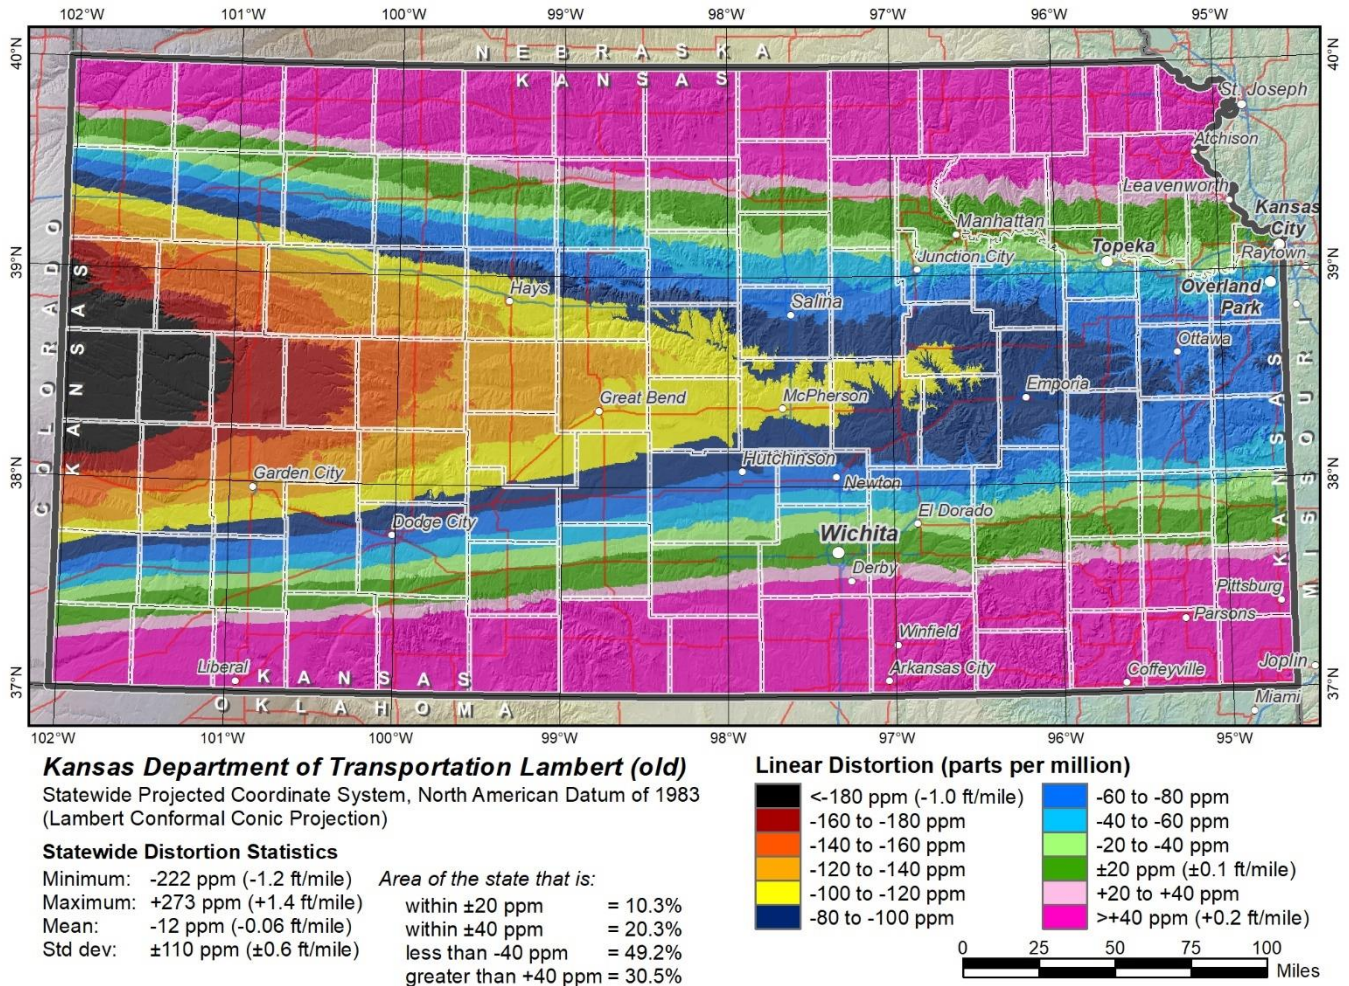 102°W 101°W 100°W 99°W 98°W 97°W 96°W 95°W
40°N 40°N
NEBRASKA
KANSAS
St. Joseph
Atchison
Leavenworth
Kansas City
Manhattan
Topeka
Raytown
Junction City
39°N 39°N
Overland Park
COLORADO
KANSAS
Hays
Salina
Ottawa
Emporia
Great Bend
McPherson
KANSAS
MISSOURI
Hutchinson
38°N 38°N
Garden City
Newton
Dodge City
El Dorado
Wichita
Derby
Pittsburg
Parsons
Winfield
Liberal
Arkansas City
Coffeyville
Joplin
37°N 37°N
KANSAS
OKLAHOMA
Miami
102°W 101°W 100°W 99°W 98°W 97°W 96°W 95°W
Kansas Department of Transportation Lambert (old)
Statewide Projected Coordinate System, North American Datum of 1983
(Lambert Conformal Conic Projection)
Statewide Distortion Statistics
Minimum: -222 ppm (-1.2 ft/mile)
Maximum: +273 ppm (+1.4 ft/mile)
Mean: -12 ppm (-0.06 ft/mile)
Std dev: ±110 ppm (±0.6 ft/mile)
Area of the state that is:
within ±20 ppm = 10.3%
within ±40 ppm = 20.3%
less than -40 ppm = 49.2%
greater than +40 ppm = 30.5%
Linear Distortion (parts per million)
<-180 ppm (-1.0 ft/mile)
-160 to -180 ppm
-140 to -160 ppm
-120 to -140 ppm
-100 to -120 ppm
-80 to -100 ppm
-60 to -80 ppm
-40 to -60 ppm
-20 to -40 ppm
±20 ppm (±0.1 ft/mile)
+20 to +40 ppm
>+40 ppm (+0.2 ft/mile)
0 25 50 75 100
Miles